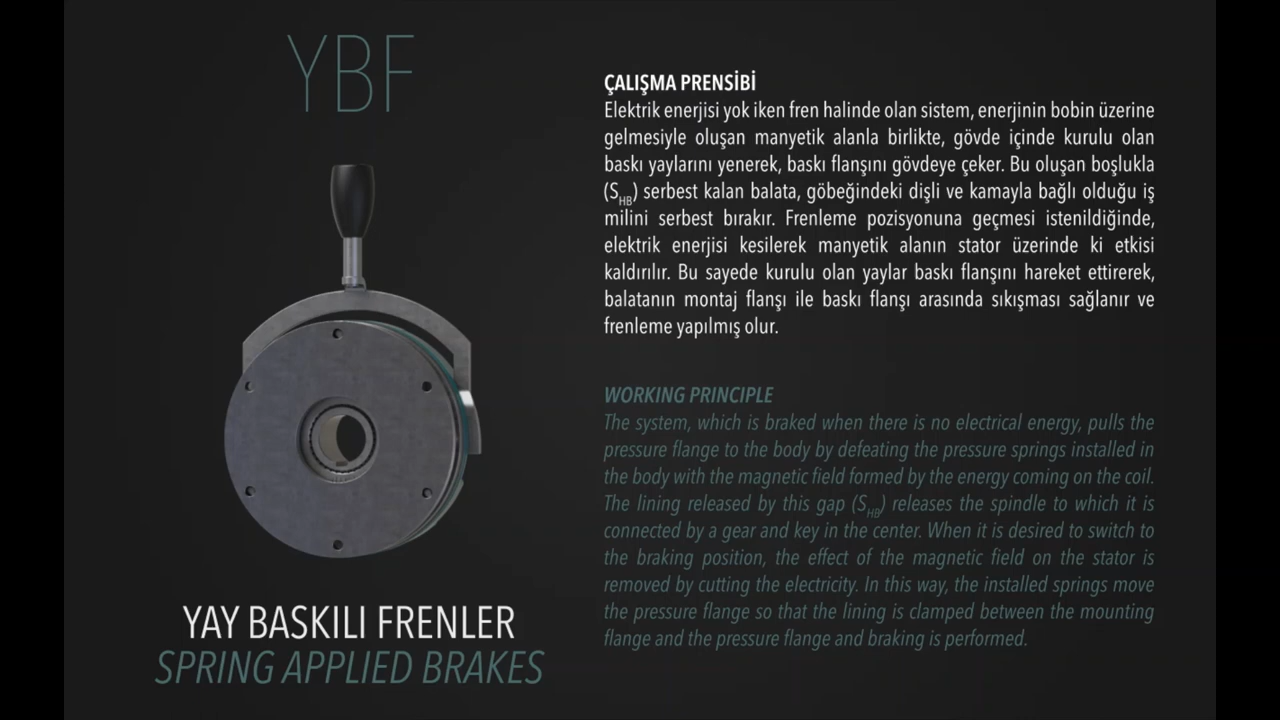 YBF
YAY BASKILI FRENLER
SPRING APPLIED BRAKES
ÇALIŞMA PRENSİBİ
Elektrik enerjisi yok iken fren halinde olan sistem, enerjinin bobin üzerine
gelmesiyle oluşan manyetik alanla birlikte, gövde içinde kurulu olan
baskı yaylarını yenerek, baskı flanşını gövdeye çeker. Bu oluşan boşlukla
(SHB) serbest kalan balata, göbeğindeki dişli ve kamayla bağlı olduğu iş
milini serbest bırakır. Frenleme pozisyonuna geçmesi istenildiğinde,
elektrik enerjisi kesilerek manyetik alanın stator üzerinde ki etkisi
kaldırılır. Bu sayede kurulu olan yaylar baskı flanşını hareket ettirerek,
balatanın montaj flanşı ile baskı flanşı arasında sıkışması sağlanır ve
frenleme yapılmış olur.
WORKING PRINCIPLE
The system, which is braked when there is no electrical energy, pulls the
pressure flange to the body by defeating the pressure springs installed in
the body with the magnetic field formed by the energy coming on the coil.
The lining released by this gap (SHB) releases the spindle to which it is
connected by a gear and key in the center. When it is desired to switch to
the braking position, the effect of the magnetic field on the stator is
removed by cutting the electricity. In this way, the installed springs move
the pressure flange so that the lining is clamped between the mounting
flange and the pressure flange and braking is performed.